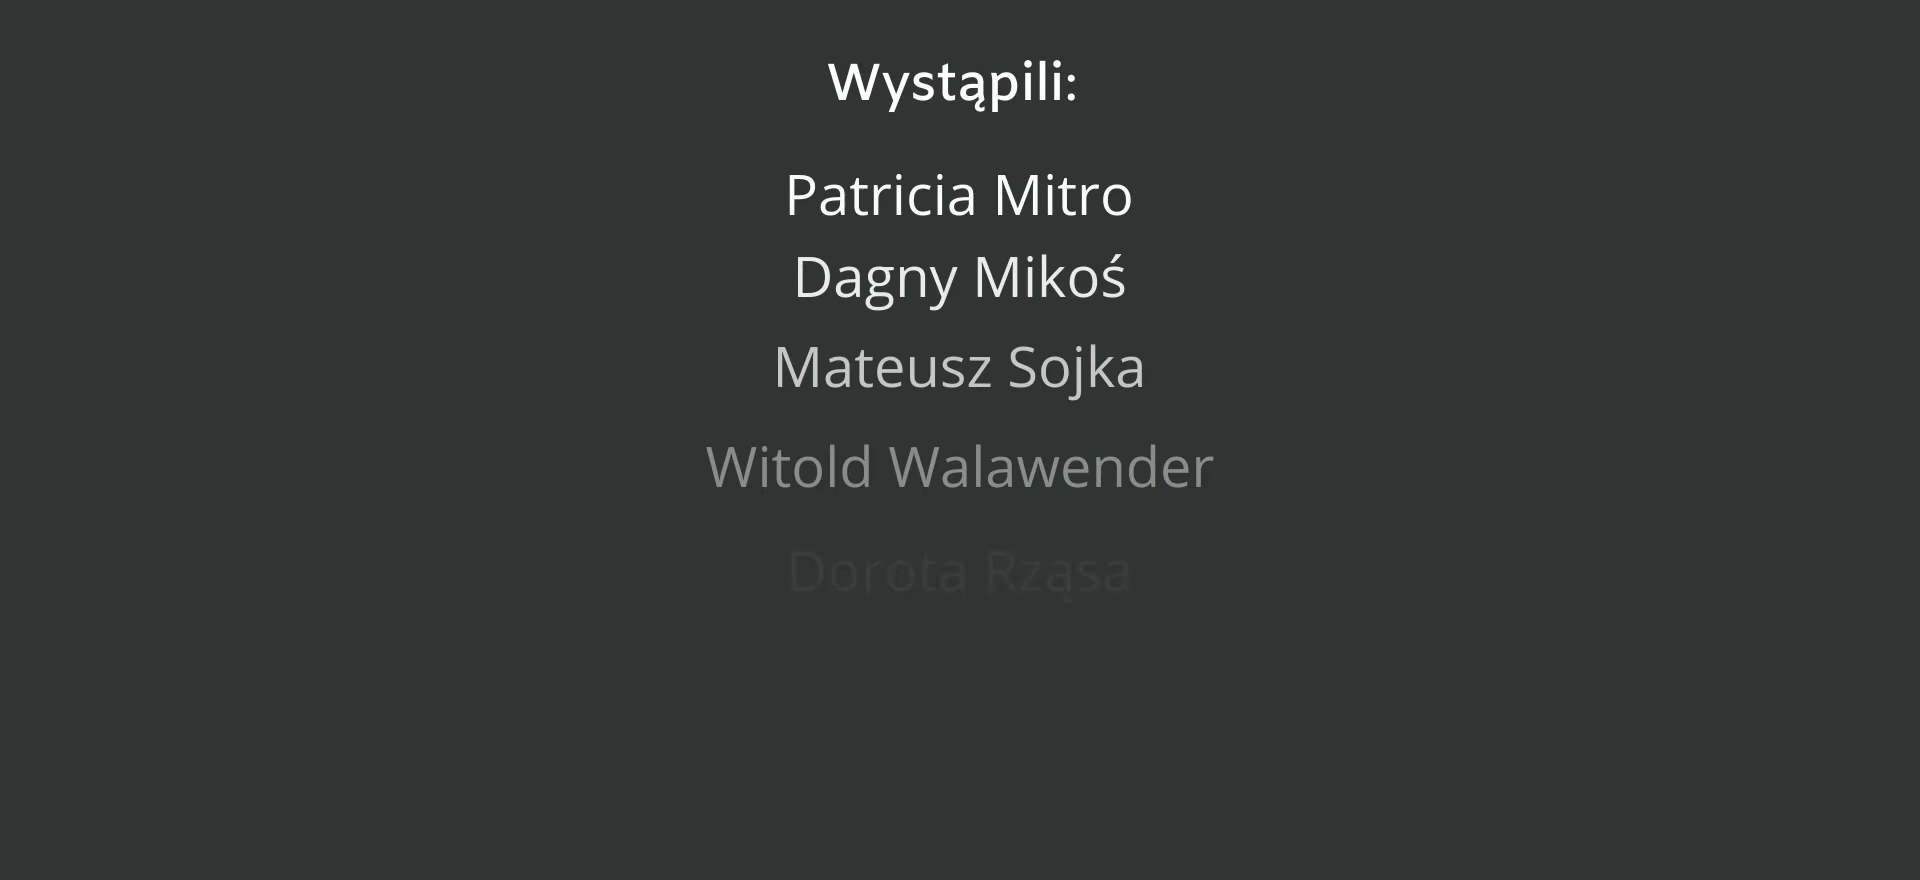 Wystąpili:
Patricia Mitro
Dagny Mikoś
Mateusz Sojka
Witold Walawender
Dorota Rząsa